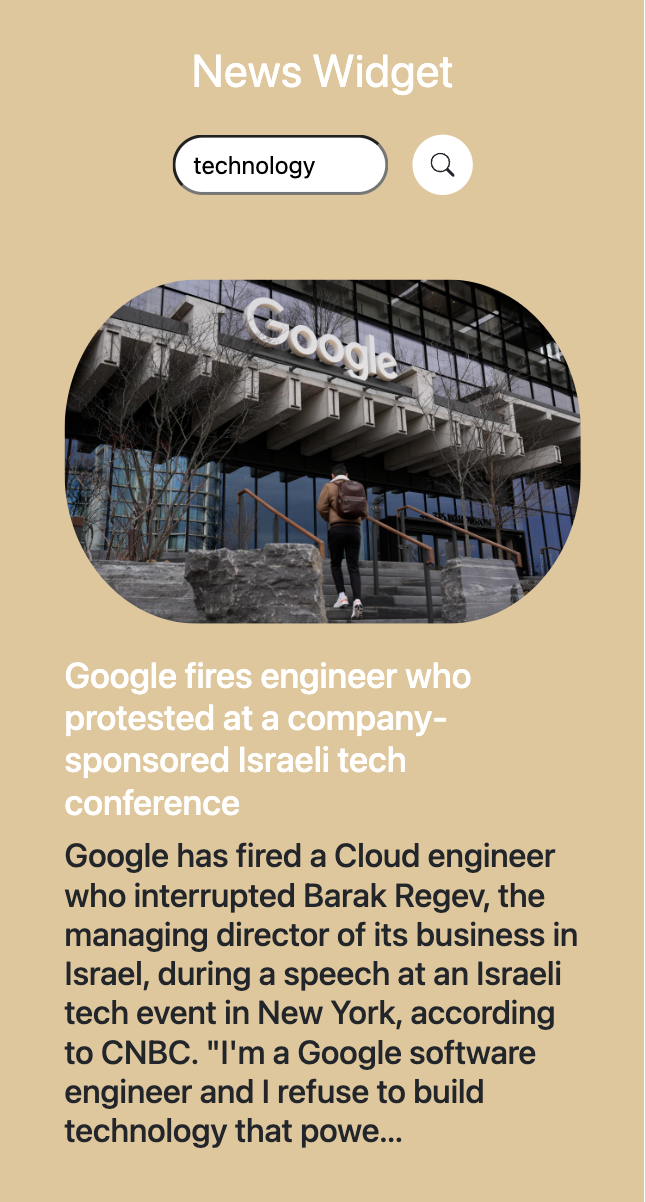 News Widget
technology
Google
Google fires engineer who
protested at a company-
sponsored Israeli tech
conference
Google has fired a Cloud engineer
who interrupted Barak Regev, the
managing director of its business in
Israel, during a speech at an Israeli
tech event in New York, according
to CNBC. "I'm a Google software
engineer and I refuse to build
technology that powe...